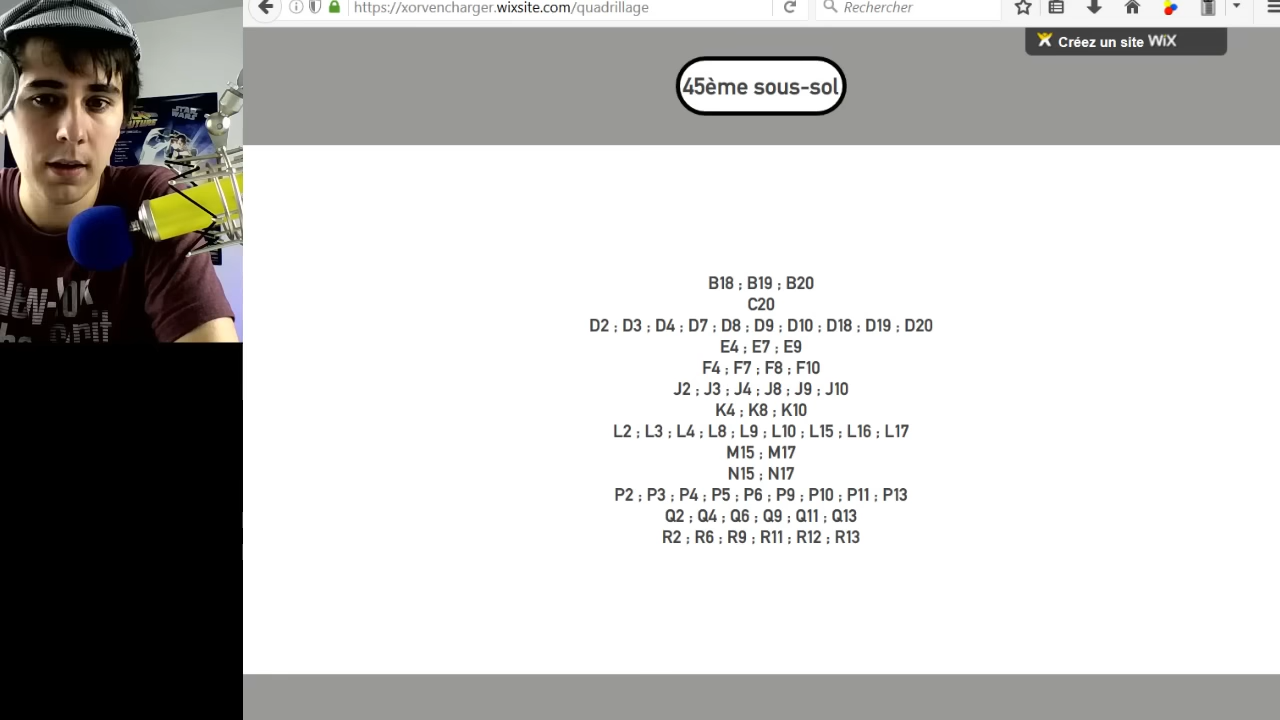 https://xorvencharger.wixsite.com/quadrillage
Rechercher
Créez un site WiX
45ème sous-sol
STAR
WARS
B18 ; B19 ; B20
C20
D2 ; D3 ; D4 ; D7 ; D8 ; D9 ; D10 ; D18 ; D19 ; D20
E4 ; E7 ; E9
F4 ; F7 ; F8 ; F10
J2 ; J3 ; J4 ; J8 ; J9 ; J10
K4 ; K8 ; K10
L2 ; L3 ; L4 ; L8 ; L9 ; L10 ; L15 ; L16 ; L17
M15 ; M17
N15 ; N17
P2 ; P3 ; P4 ; P5 ; P6 ; P9 ; P10 ; P11 ; P13
Q2 ; Q4 ; Q6 ; Q9 ; Q11 ; Q13
R2 ; R6 ; R9 ; R11 ; R12 ; R13